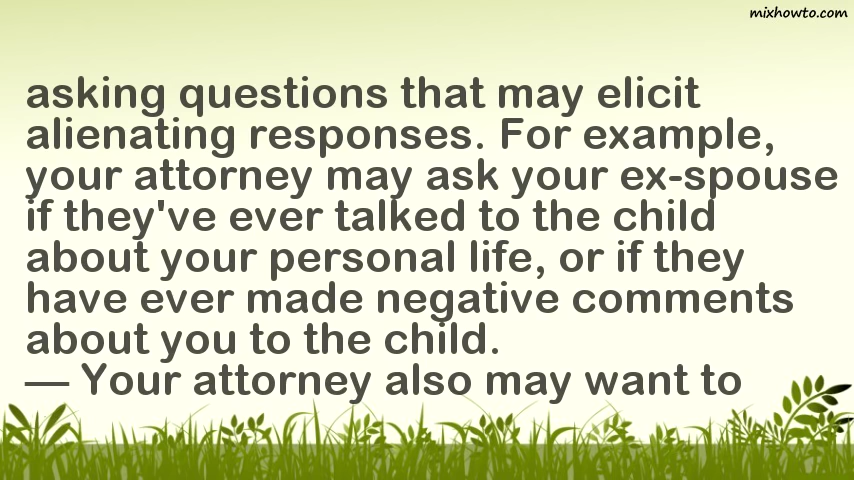 mixhowto.com
asking questions that may elicit
alienating responses. For example,
your attorney may ask your ex-spouse
if they've ever talked to the child
about your personal life, or if they
have ever made negative comments
about you to the child.
— Your attorney also may want to